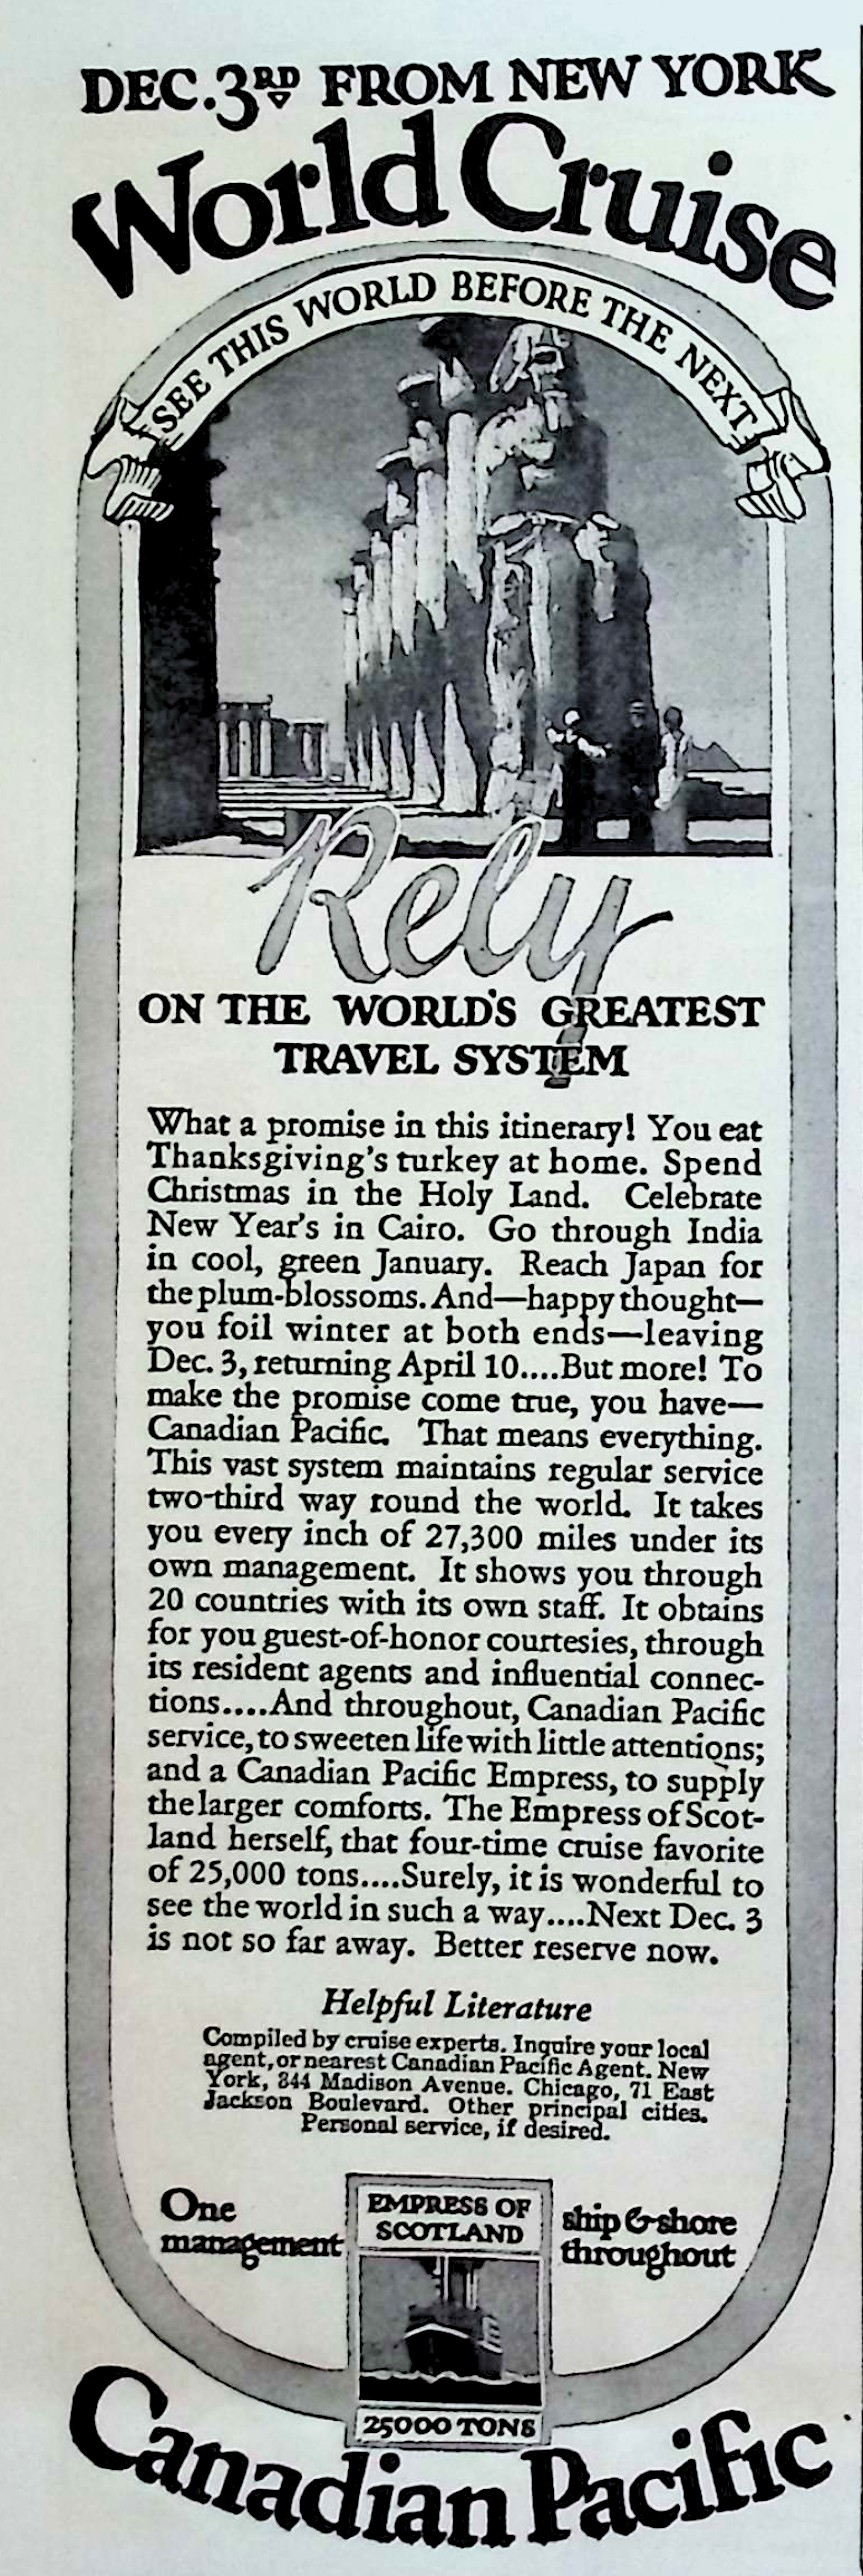 DEC. 3RD FROM NEW YORK
World Cruise
SEE THIS WORLD BEFORE THE NEXT
Rely
ON THE WORLD'S GREATEST
TRAVEL SYSTEM
What a promise in this itinerary! You eat
Thanksgiving's turkey at home. Spend
Christmas in the Holy Land. Celebrate
New Year's in Cairo. Go through India
in cool, green January. Reach Japan for
the plum-blossoms. And—happy thought—
you foil winter at both ends—leaving
Dec. 3, returning April 10....But more! To
make the promise come true, you have—
Canadian Pacific. That means everything.
This vast system maintains regular service
two-third way round the world. It takes
you every inch of 27,300 miles under its
own management. It shows you through
20 countries with its own staff. It obtains
for you guest-of-honor courtesies, through
its resident agents and influential connec-
tions....And throughout, Canadian Pacific
service, to sweeten life with little attentions;
and a Canadian Pacific Empress, to supply
the larger comforts. The Empress of Scot-
land herself, that four-time cruise favorite
of 25,000 tons....Surely, it is wonderful to
see the world in such a way....Next Dec. 3
is not so far away. Better reserve now.
Helpful Literature
Compiled by cruise experts. Inquire your local
agent, or nearest Canadian Pacific Agent. New
York, 344 Madison Avenue. Chicago, 71 East
Jackson Boulevard. Other principal cities.
Personal service, if desired.
One
management
EMPRESS OF
SCOTLAND
ship & shore
throughout
25000 TONS
Canadian Pacific